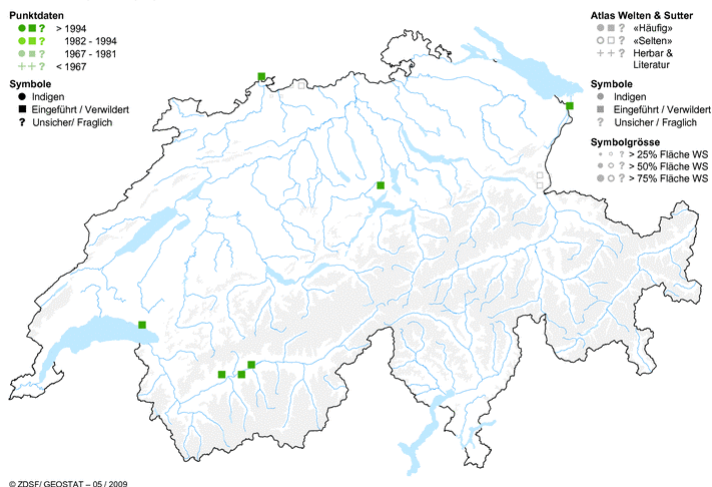 Punktdaten
> 1994
1982 - 1994
1967 - 1981
< 1967
Symbole
Indigen
Eingeführt / Verwildert
? Unsicher/ Fraglich
Atlas Welten & Sutter
«Häufig»
«Selten»
Herbar &
Literatur
Symbole
Indigen
Eingeführt / Verwildert
? Unsicher / Fraglich
Symbolgrösse
> 25% Fläche WS
> 50% Fläche WS
> 75% Fläche WS
© ZDSF/ GEOSTAT – 05 / 2009